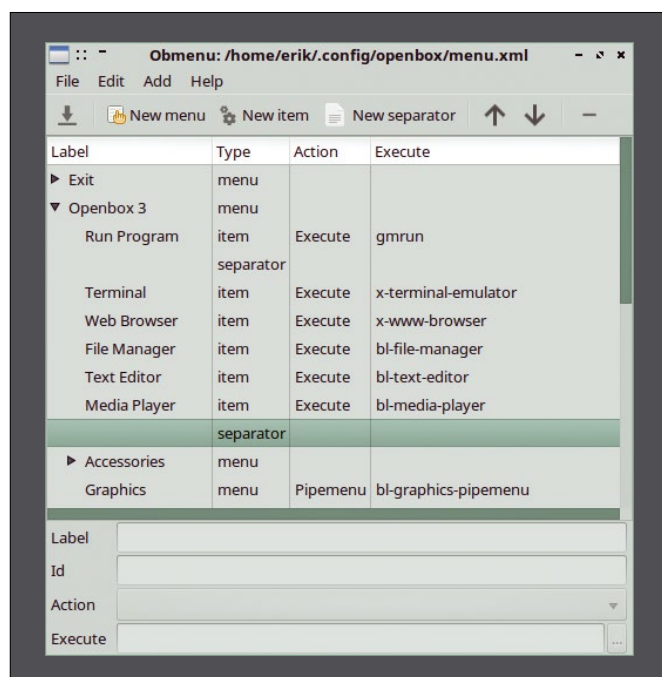 Obmenu: /home/erik/.config/openbox/menu.xml
File Edit Add Help
New menu New item New separator
Label Type Action Execute
Exit menu
Openbox 3 menu
Run Program item Execute gmrun
separator
Terminal item Execute x-terminal-emulator
Web Browser item Execute x-www-browser
File Manager item Execute bl-file-manager
Text Editor item Execute bl-text-editor
Media Player item Execute bl-media-player
separator
Accessories menu
Graphics menu Pipemenu bl-graphics-pipemenu
Label
Id
Action
Execute ...